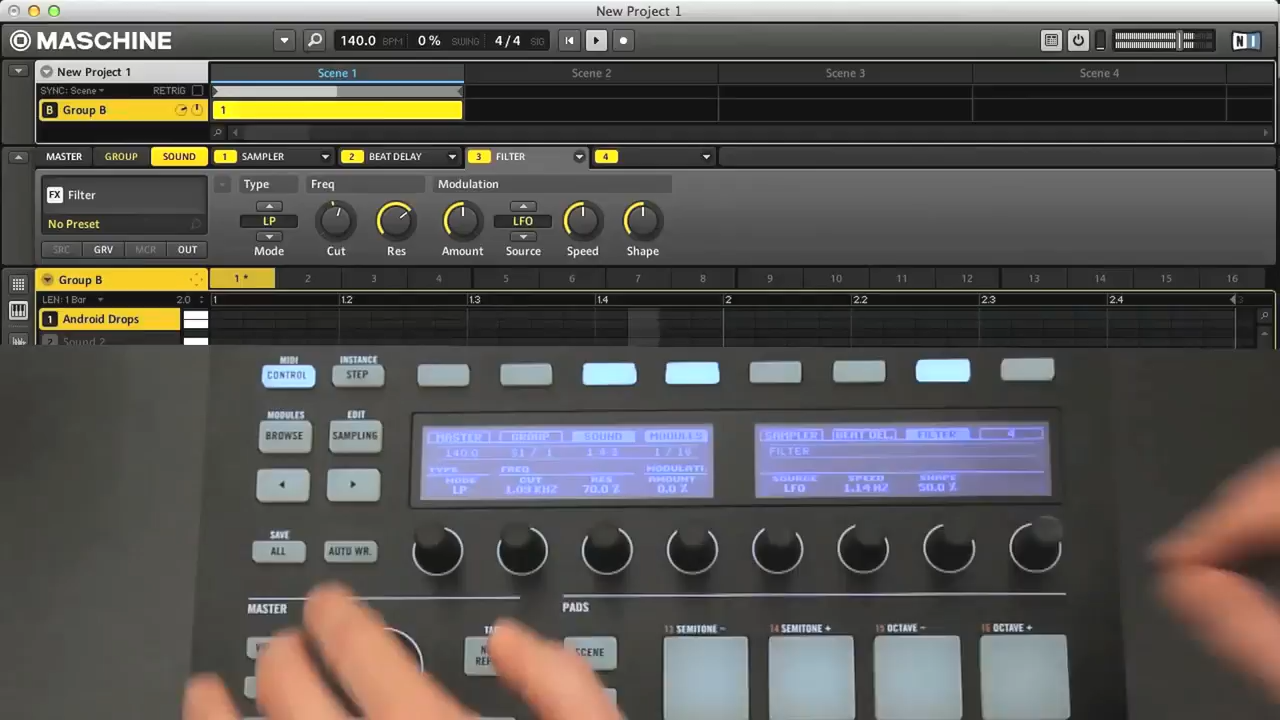 New Project 1
MASCHINE 140.0 BPM 0% SWING 4/4 SIG
New Project 1 Scene 1 Scene 2 Scene 3 Scene 4
SYNC: Scene RETRIG
B Group B 1
MASTER GROUP SOUND 1 SAMPLER 2 BEAT DELAY 3 FILTER 4
FX Filter Type Freq Modulation
No Preset LP LFO
SRC GRV MCR OUT Mode Cut Res Amount Source Speed Shape
Group B 1* 2 3 4 5 6 7 8 9 10 11 12 13 14 15 16
LEN: 1 Bar 2.0 1 1.2 1.3 1.4 2 2.2 2.3 2.4 3
1 Android Drops
2 Sound 2
MIDI INSTANCE
CONTROL STEP
MODULES EDIT
BROWSE SAMPLING
MASTER GROUP SOUND MODULES SAMPLER BEAT DEL. FILTER 4
140.0 1 / 10 FILTER
TYPE FREQ MODULATI.
MODE CUT RES AMOUNT SOURCE SPEED SHAPE
LP 1.09 KHZ 70.0 % 0.0 % LFO 1.14 HZ 50.0 %
SAVE
ALL AUTO WR.
MASTER PADS
13 SEMITONE - 14 SEMITONE + 15 OCTAVE - 16 OCTAVE +
SCENE